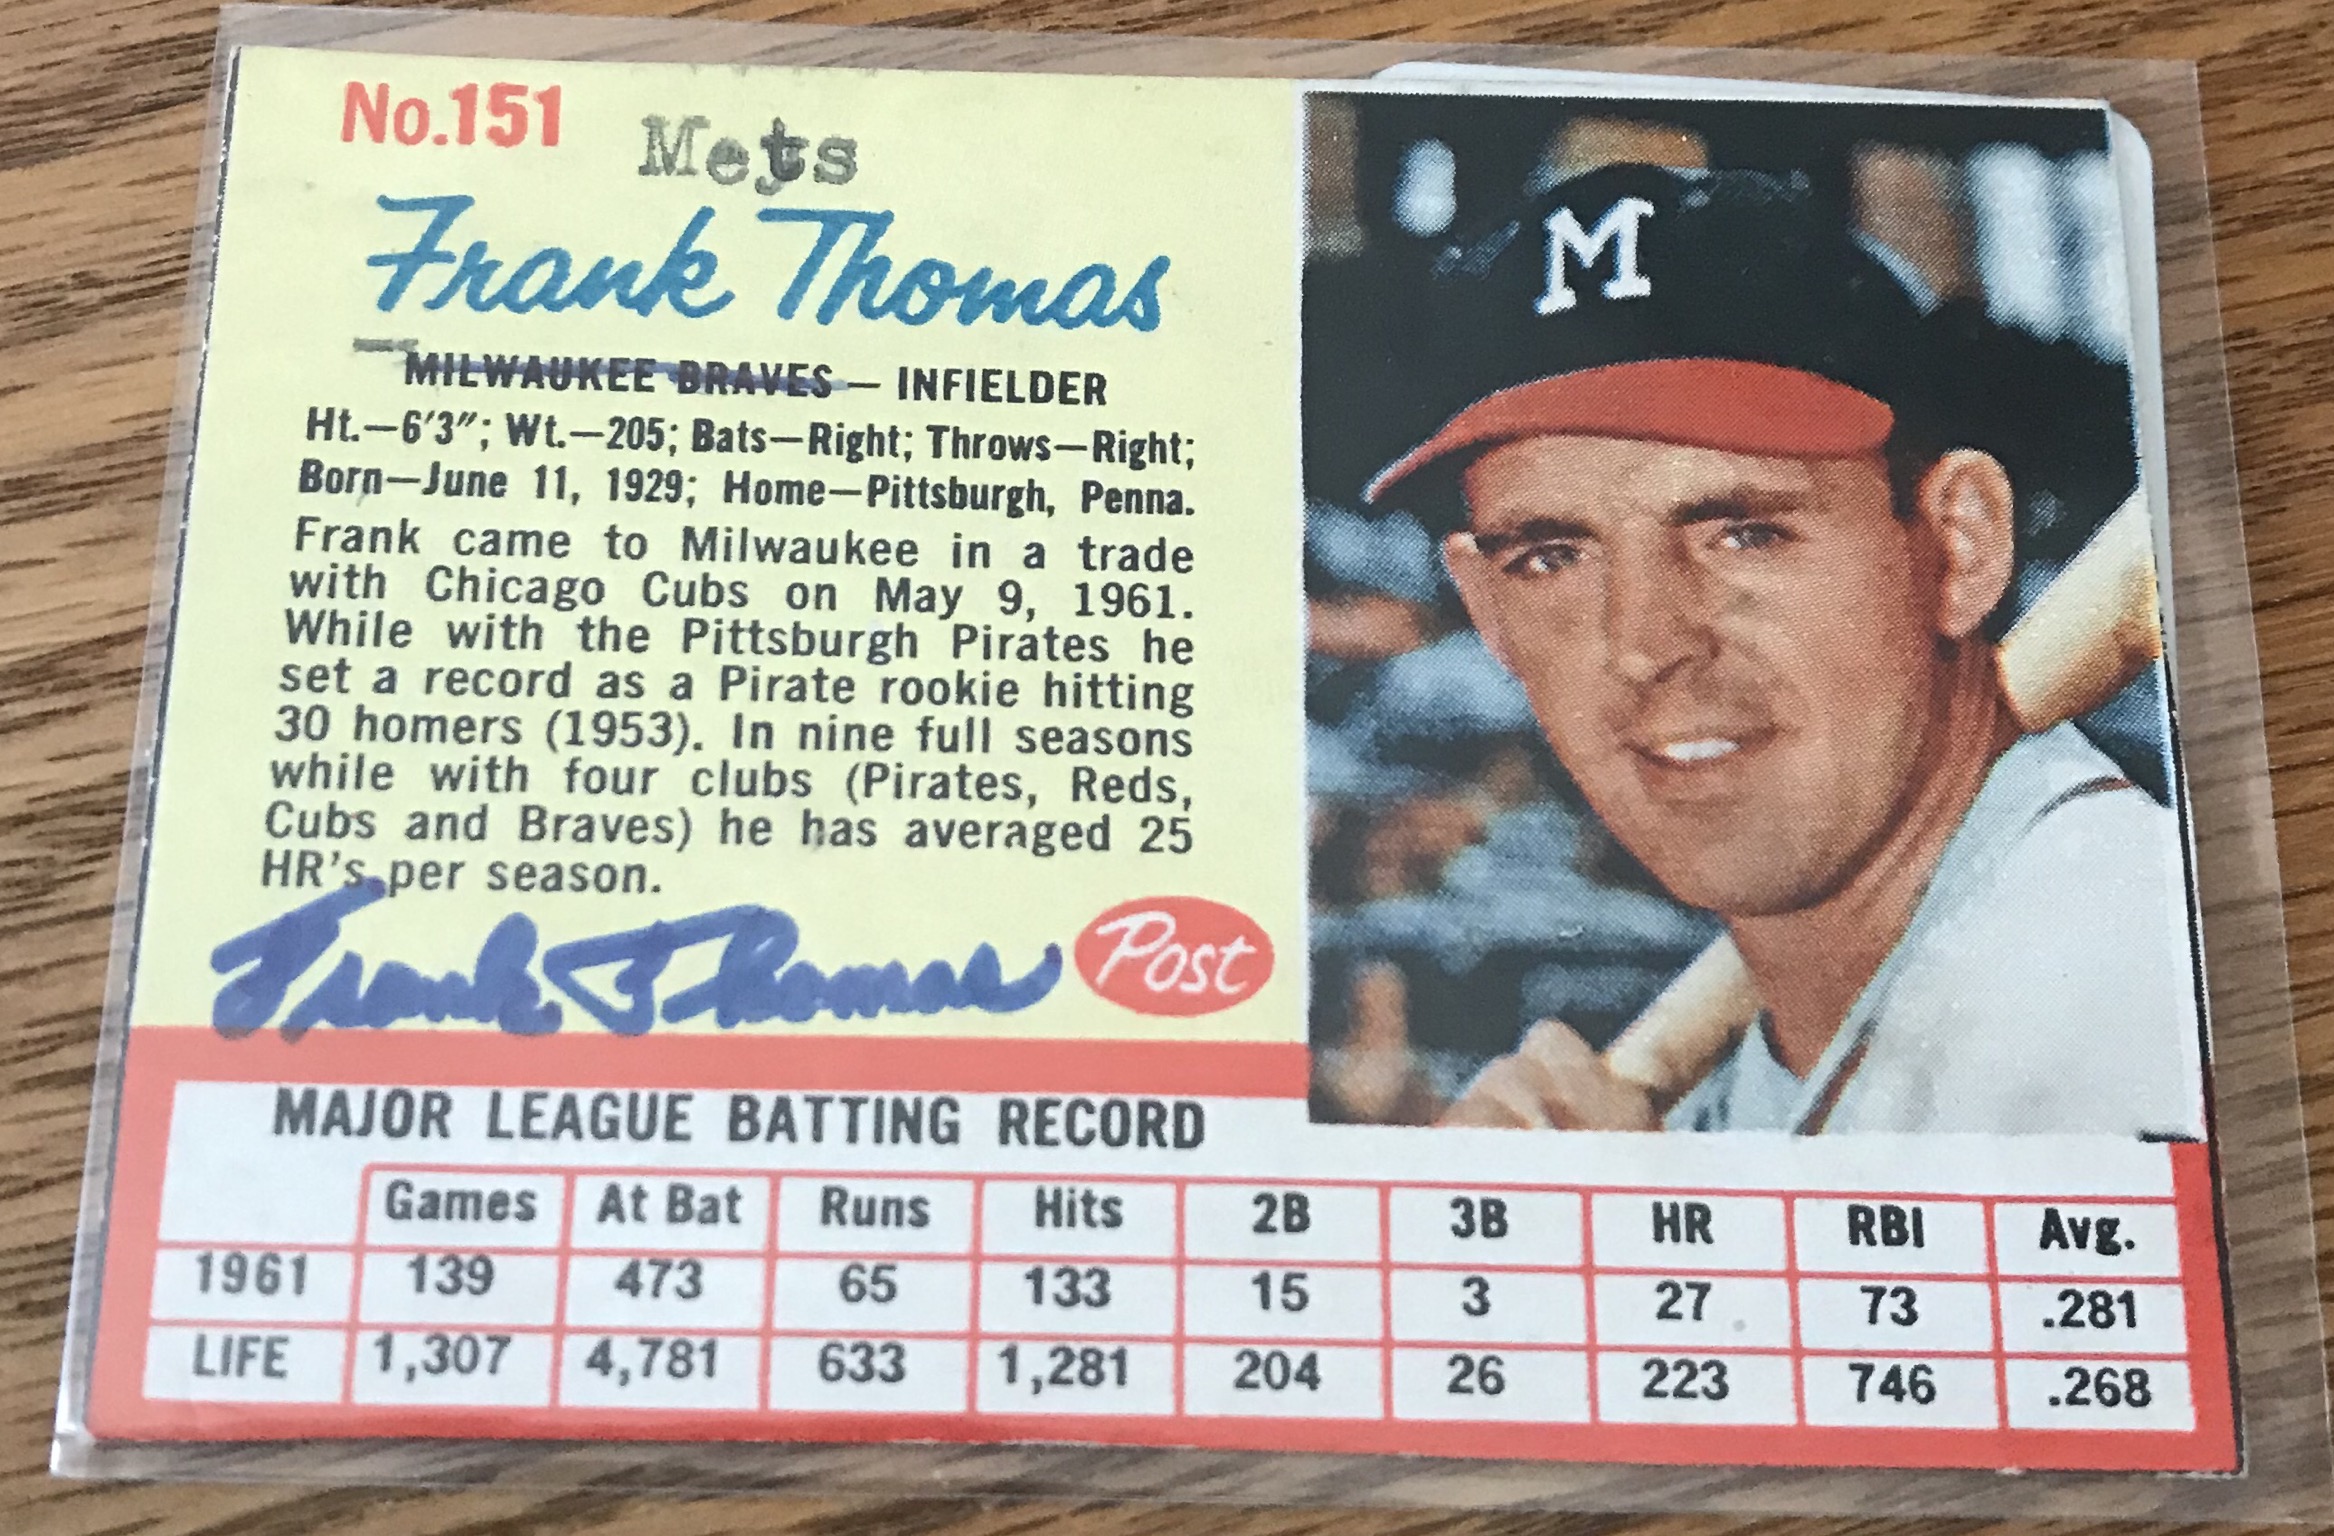 No.151
Mets
Frank Thomas
MILWAUKEE BRAVES — INFIELDER
Ht.—6'3"; Wt.—205; Bats—Right; Throws—Right;
Born—June 11, 1929; Home—Pittsburgh, Penna.
Frank came to Milwaukee in a trade
with Chicago Cubs on May 9, 1961.
While with the Pittsburgh Pirates he
set a record as a Pirate rookie hitting
30 homers (1953). In nine full seasons
while with four clubs (Pirates, Reds,
Cubs and Braves) he has averaged 25
HR's per season.
Frank J. Thomas
Post
M
MAJOR LEAGUE BATTING RECORD
Games At Bat Runs Hits 2B 3B HR RBI Avg.
1961 139 473 65 133 15 3 27 73 .281
LIFE 1,307 4,781 633 1,281 204 26 223 746 .268